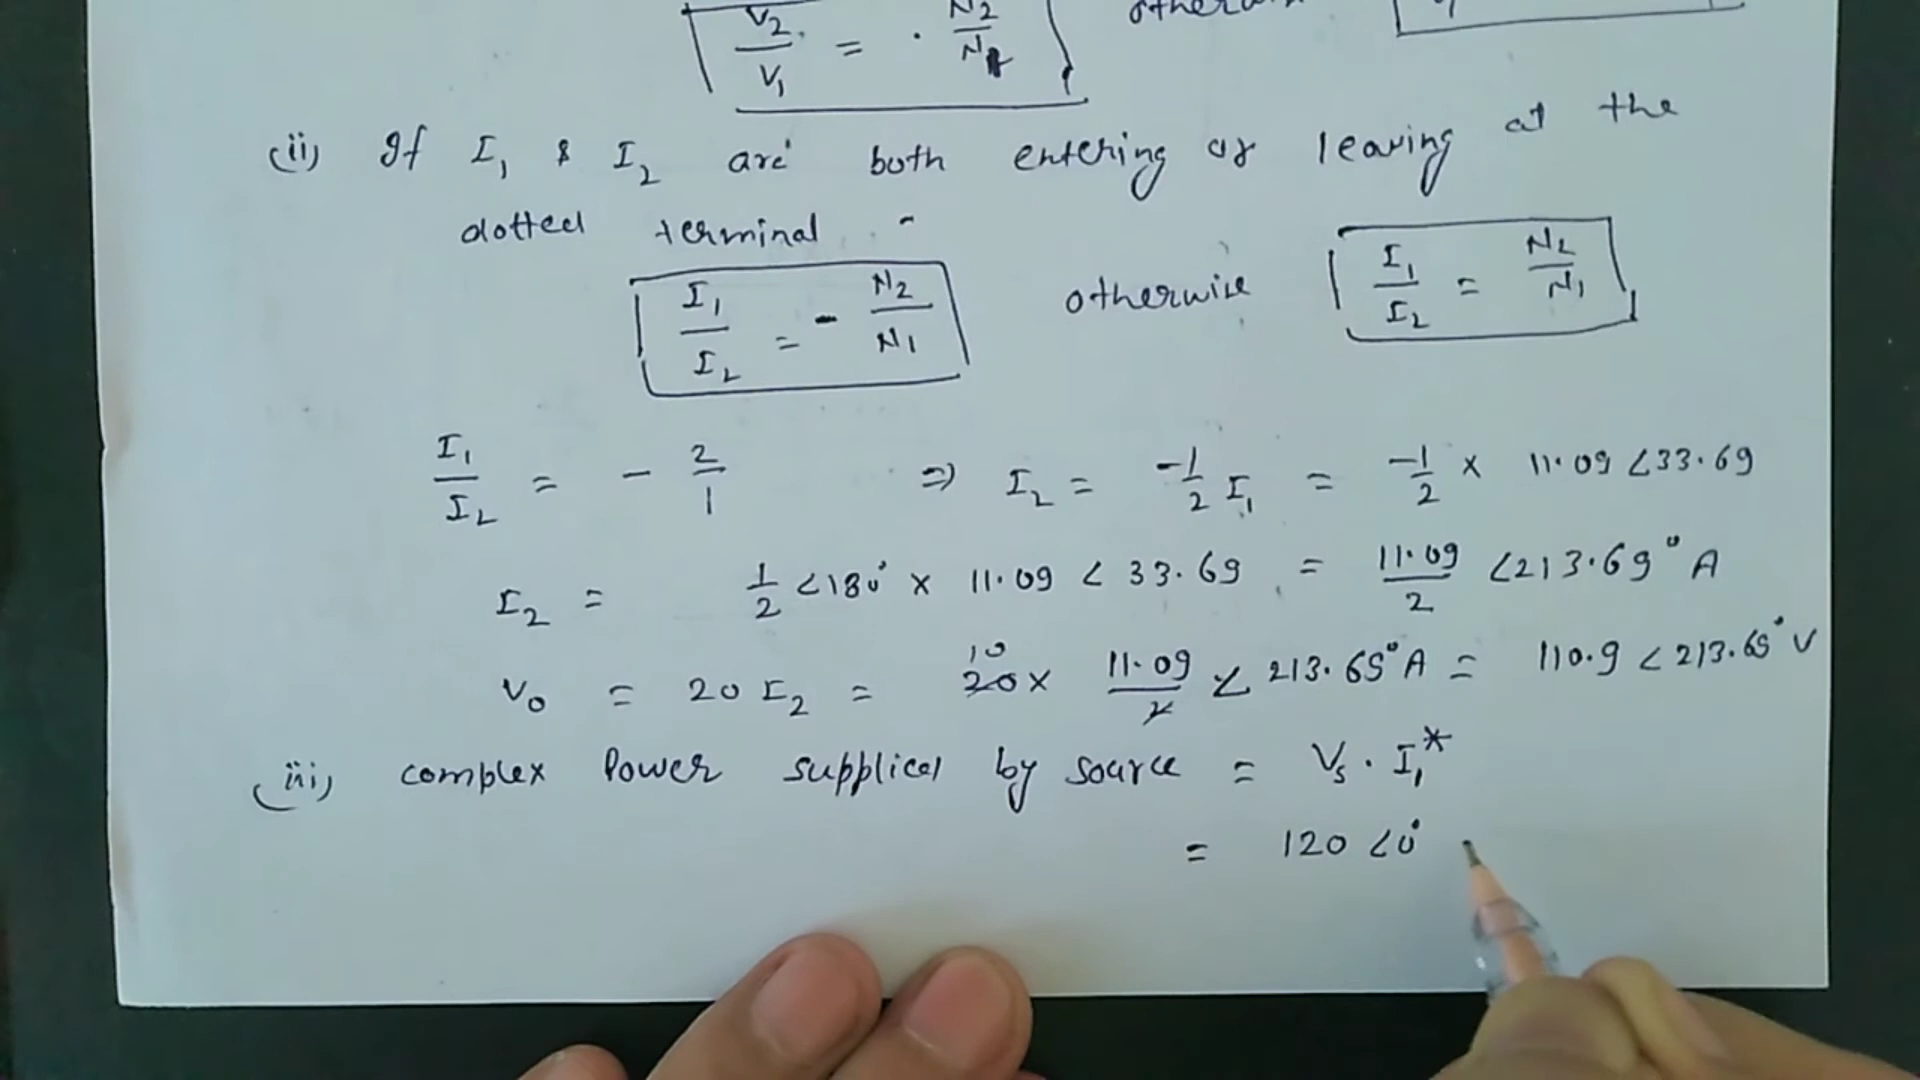 V2/V1 = . N2/N1
(ii) If I1 & I2 are both entering or leaving at the
dotted terminal -
I1/I2 = - N2/N1 otherwise I1/I2 = N2/N1
I1/I2 = - 2/1 => I2 = -1/2 I1 = -1/2 x 11.09 ∠33.69
I2 = 1/2 ∠180° x 11.09 ∠ 33.69 = 11.09/2 ∠213.69° A
Vo = 20 I2 = 10 20 x 11.09/2 ∠ 213.69° A = 110.9 ∠213.69° V
(iii) complex Power supplied by source = Vs . I1*
= 120 ∠0°